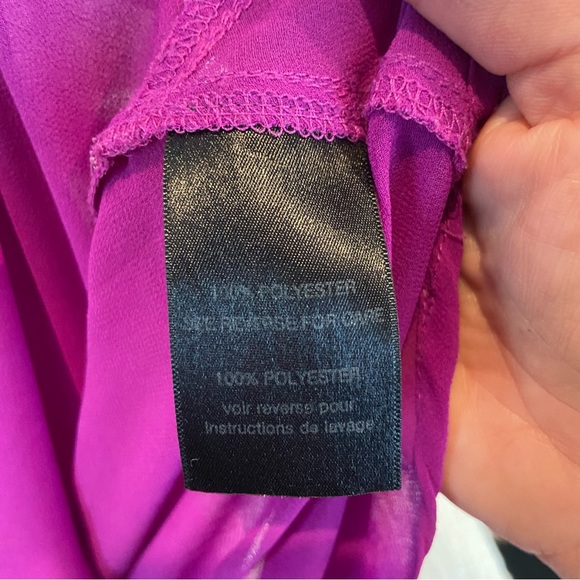 100% POLYESTER
SEE REVERSE FOR CARE
100% POLYESTER
Voir reverse pour
Instructions de lavage